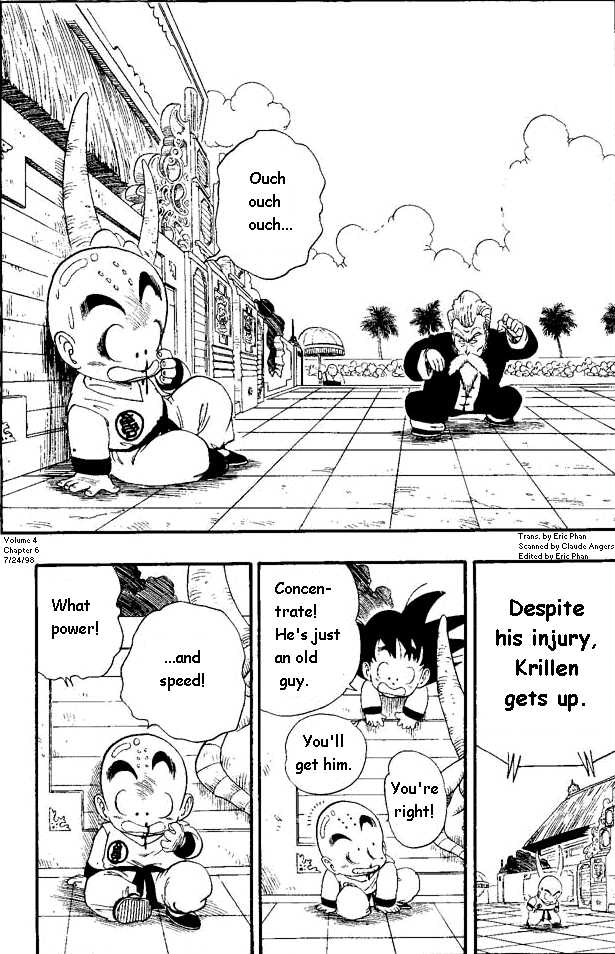 Ouch
ouch
ouch...
Volume 4
Chapter 6
7/24/98
Trans. by Eric Phan
Scanned by Claude Angers
Edited by Eric Phan
What
power!
...and
speed!
Concen-
trate!
He's just
an old
guy.
You'll
get him.
You're
right!
Despite
his injury,
Krillen
gets up.